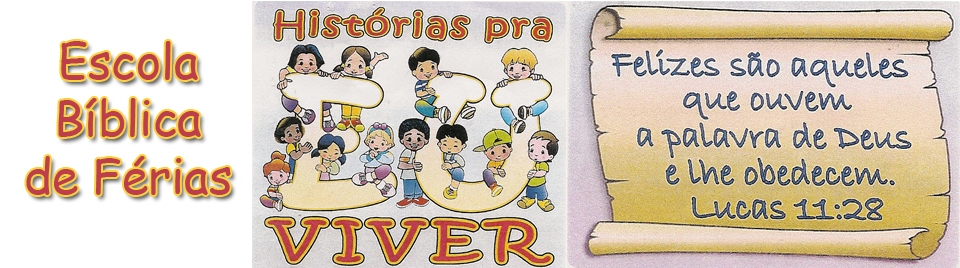 Escola
Bíblica
de Férias
Histórias pra
EU
VIVER
Felizes são aqueles
que ouvem
a palavra de Deus
e lhe obedecem.
Lucas 11:28